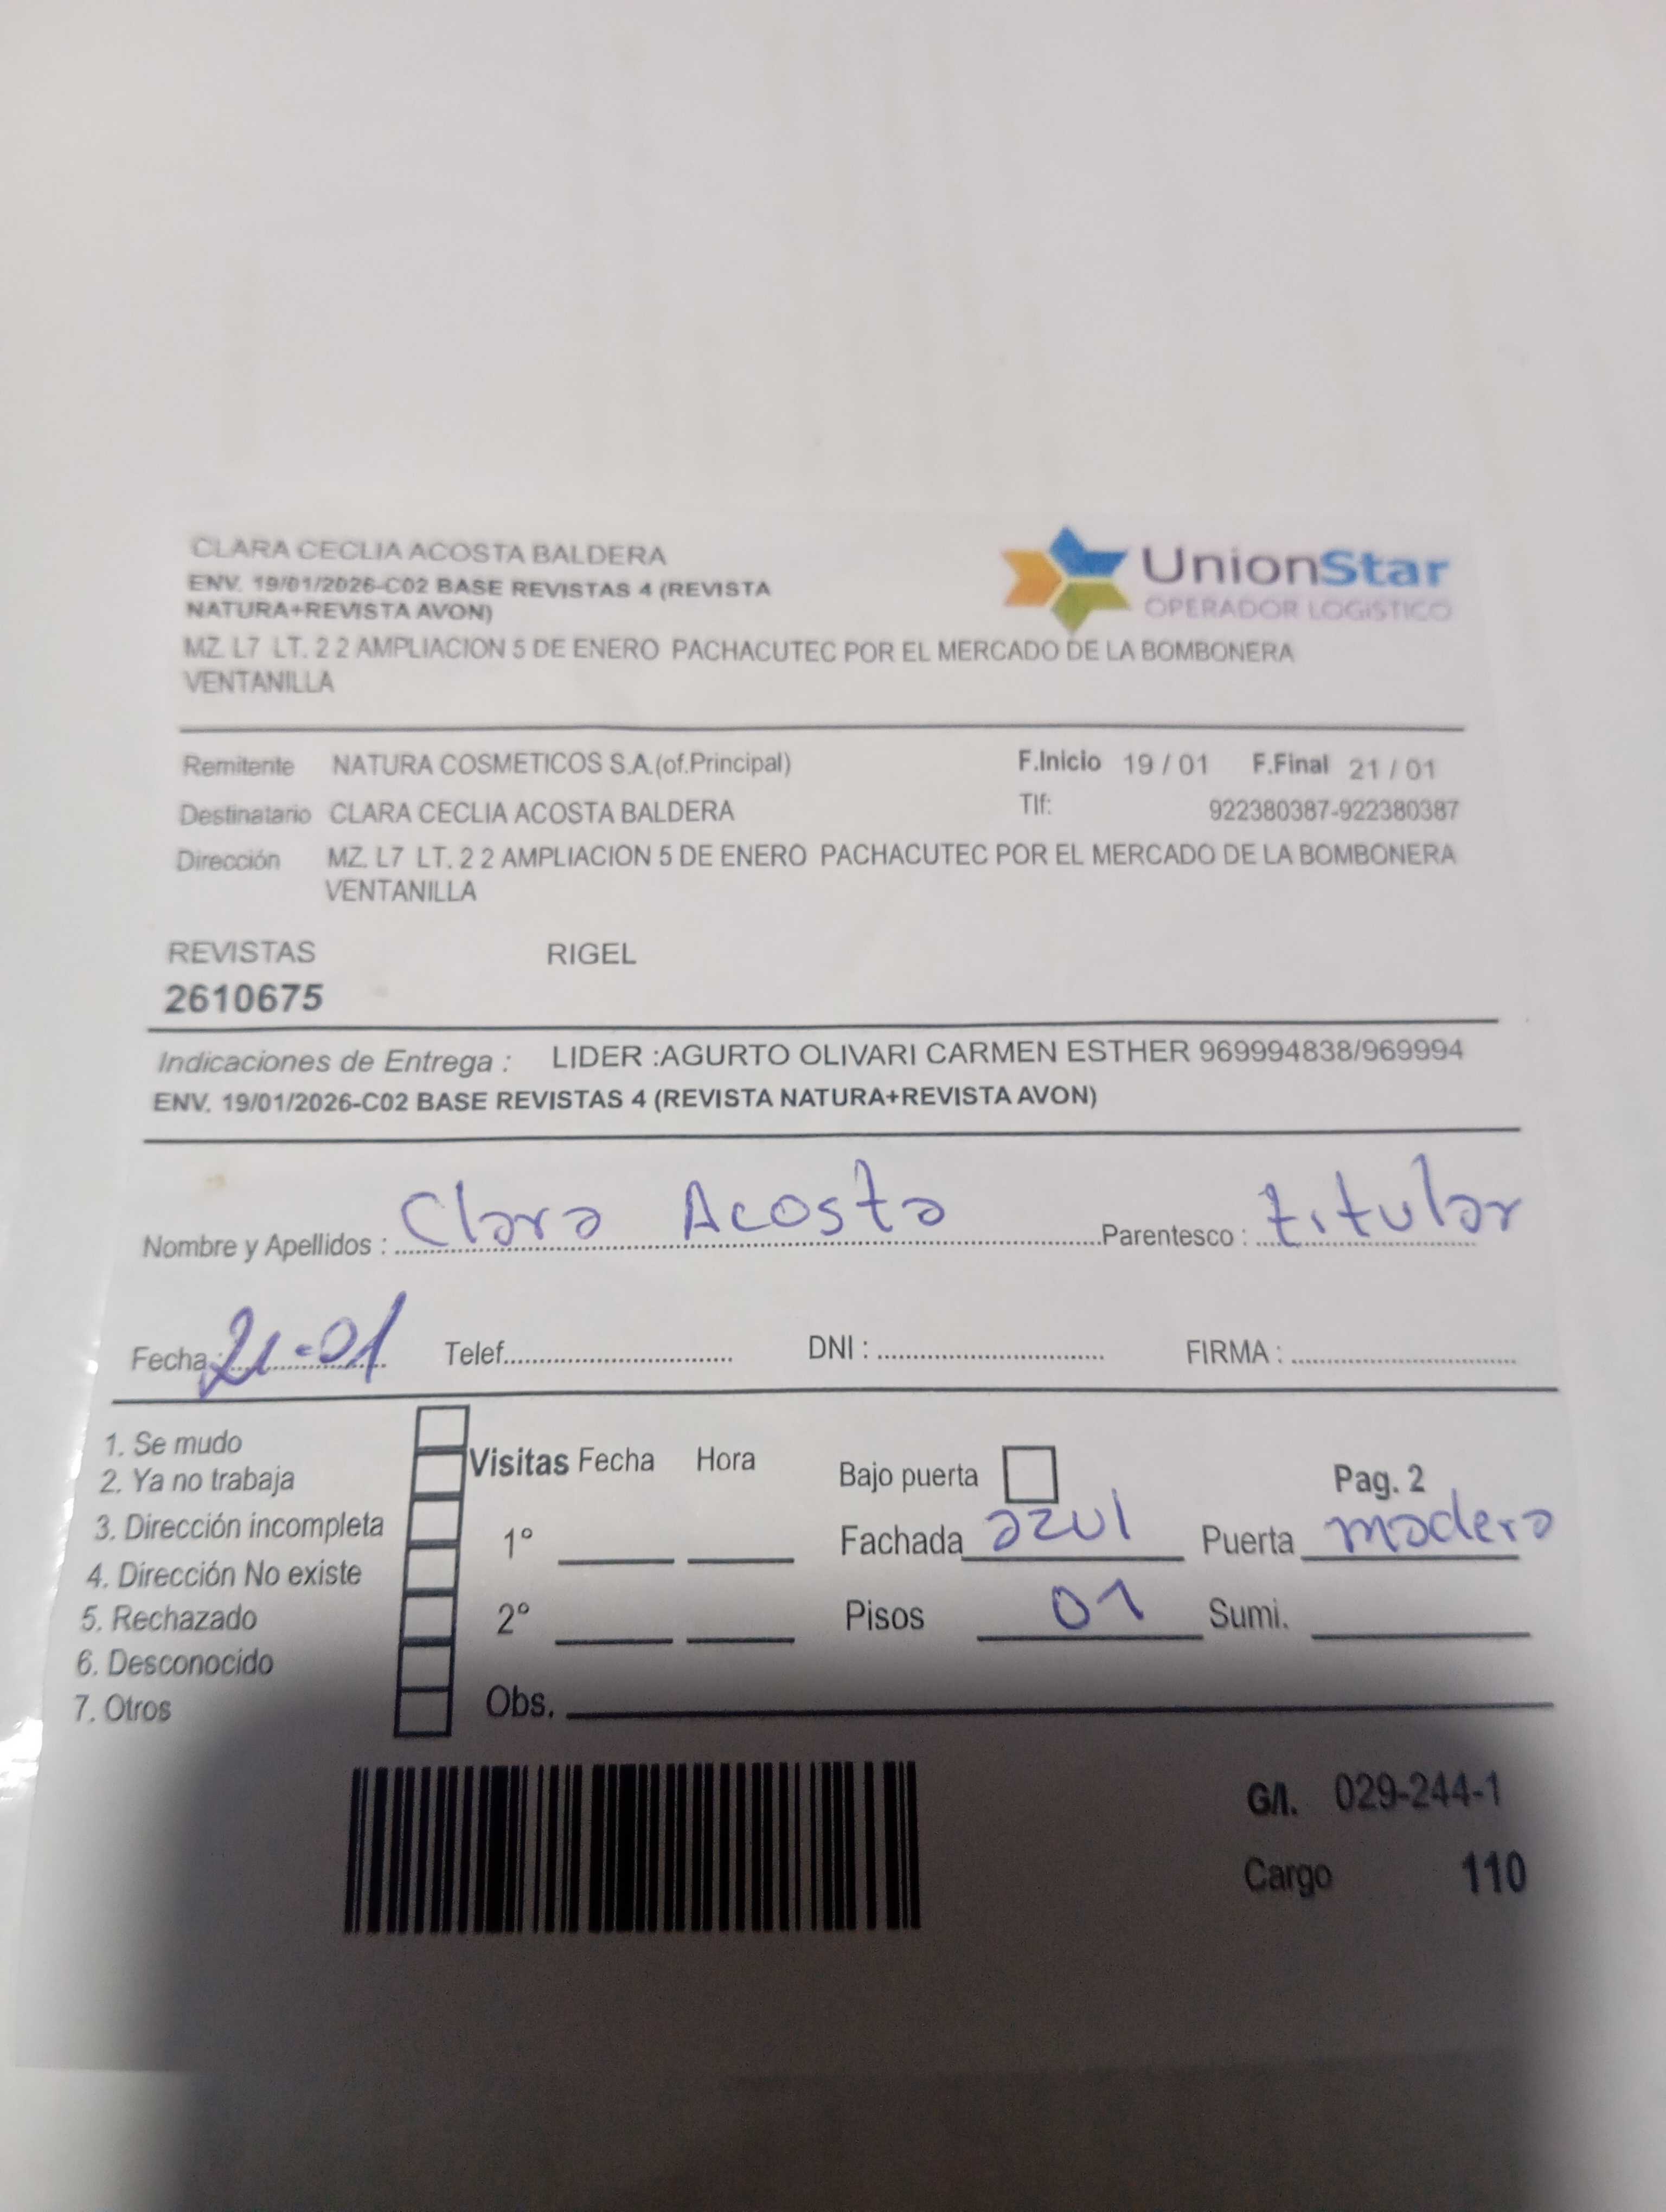 CLARA CECLIA ACOSTA BALDERA
ENV. 19/01/2026-C02 BASE REVISTAS 4 (REVISTA
NATURA+REVISTA AVON)
UnionStar
OPERADOR LOGISTICO
MZ. L7 LT. 2 2 AMPLIACION 5 DE ENERO PACHACUTEC POR EL MERCADO DE LA BOMBONERA
VENTANILLA
Remitente NATURA COSMETICOS S.A.(of.Principal) F.Inicio 19 / 01 F.Final 21 / 01
Destinatario CLARA CECLIA ACOSTA BALDERA Tlf: 922380387-922380387
Dirección MZ. L7 LT. 2 2 AMPLIACION 5 DE ENERO PACHACUTEC POR EL MERCADO DE LA BOMBONERA
VENTANILLA
REVISTAS RIGEL
2610675
Indicaciones de Entrega : LIDER :AGURTO OLIVARI CARMEN ESTHER 969994838/969994
ENV. 19/01/2026-C02 BASE REVISTAS 4 (REVISTA NATURA+REVISTA AVON)
Nombre y Apellidos : Clara Acosta Parentesco : titular
Fecha : 21-01 Telef. DNI : FIRMA :
1. Se mudo
2. Ya no trabaja
3. Dirección incompleta
4. Dirección No existe
5. Rechazado
6. Desconocido
7. Otros
Visitas Fecha Hora
1°
2°
Obs.
Bajo puerta Pag. 2
Fachada azul Puerta madera
Pisos 01 Sumi.
G/I. 029-244-1
Cargo 110